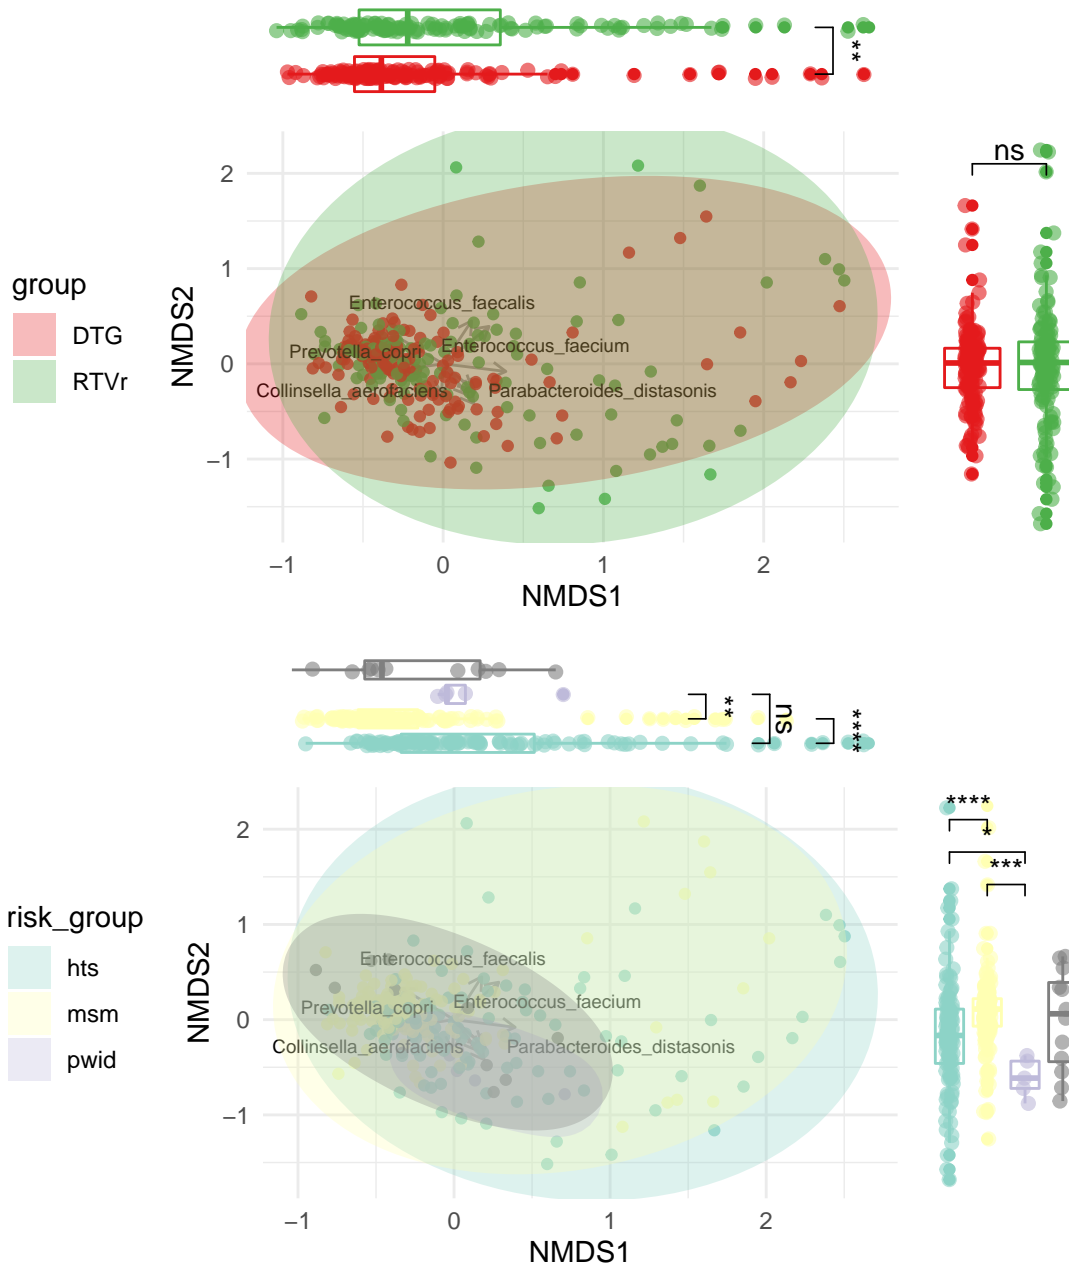 **
ns
2
1
0
−1
NMDS2
group
DTG
RTVr
Enterococcus_faecalis
Prevotella_copri
Enterococcus_faecium
Collinsella_aerofaciens
Parabacteroides_distasonis
−1
0
1
2
NMDS1
**
ns
****
****
*
***
2
1
0
−1
NMDS2
risk_group
hts
msm
pwid
Enterococcus_faecalis
Prevotella_copri
Enterococcus_faecium
Collinsella_aerofaciens
Parabacteroides_distasonis
−1
0
1
2
NMDS1